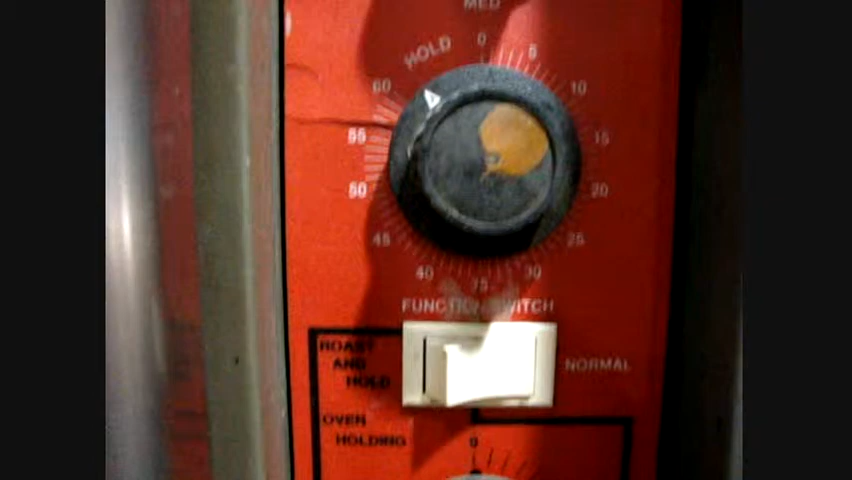 MED
HOLD
0
5
10
15
20
25
30
35
40
45
50
55
60
FUNCTION SWITCH
ROAST
AND
HOLD
NORMAL
OVEN
HOLDING
0